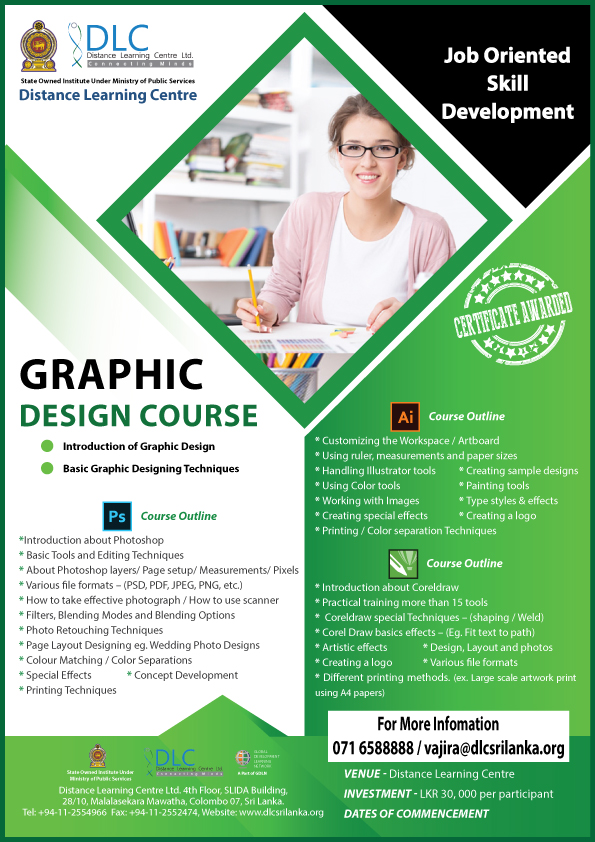 DLC
Distance Learning Centre Ltd.
Connecting Minds
State Owned Institute Under Ministry of Public Services
Distance Learning Centre
Job Oriented
Skill
Development
CERTIFICATE AWARDED
GRAPHIC
DESIGN COURSE
Introduction of Graphic Design
Basic Graphic Designing Techniques
Ps Course Outline
*Introduction about Photoshop
* Basic Tools and Editing Techniques
* About Photoshop layers/ Page setup/ Measurements/ Pixels
* Various file formats – (PSD, PDF, JPEG, PNG, etc.)
* How to take effective photograph / How to use scanner
* Filters, Blending Modes and Blending Options
* Photo Retouching Techniques
* Page Layout Designing eg. Wedding Photo Designs
* Colour Matching / Color Separations
* Special Effects * Concept Development
* Printing Techniques
Ai Course Outline
* Customizing the Workspace / Artboard
* Using ruler, measurements and paper sizes
* Handling Illustrator tools * Creating sample designs
* Using Color tools * Painting tools
* Working with Images * Type styles & effects
* Creating special effects * Creating a logo
* Printing / Color separation Techniques
Course Outline
* Introduction about Coreldraw
* Practical training more than 15 tools
* Coreldraw special Techniques – (shaping / Weld)
* Corel Draw basics effects – (Eg. Fit text to path)
* Artistic effects * Design, Layout and photos
* Creating a logo * Various file formats
* Different printing methods. (ex. Large scale artwork print
using A4 papers)
For More Infomation
071 6588888 / vajira@dlcsrilanka.org
VENUE - Distance Learning Centre
INVESTMENT - LKR 30, 000 per participant
DATES OF COMMENCEMENT
State Owned Institute Under
Ministry of Public Services
DLC
Distance Learning Center Ltd
Connecting Minds
GLOBAL
DEVELOPMENT
LEARNING
NETWORK
A Part of GDLN
Distance Learning Centre Ltd. 4th Floor, SLIDA Building,
28/10, Malalasekara Mawatha, Colombo 07, Sri Lanka.
Tel: +94-11-2554966 Fax: +94-11-2552474, Website: www.dlcsrilanka.org